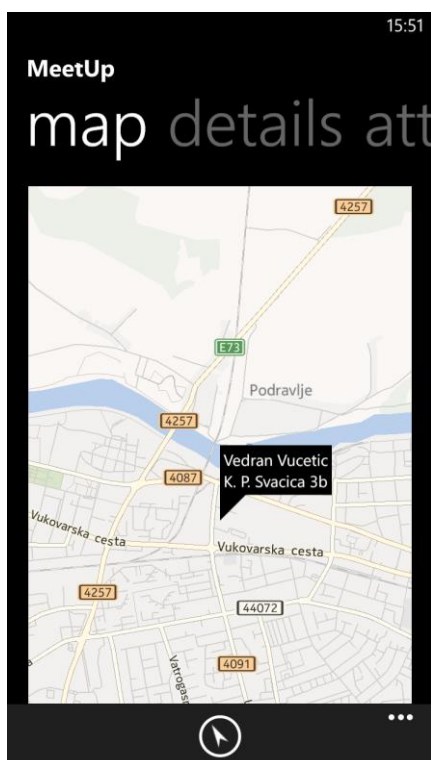 15:51
MeetUp
map details att
4257
E73
Podravlje
4257
Vedran Vucetic
K. P. Svacica 3b
4087
Vukovarska cesta
Vukovarska cesta
4257
44072
4091
Vatrogas